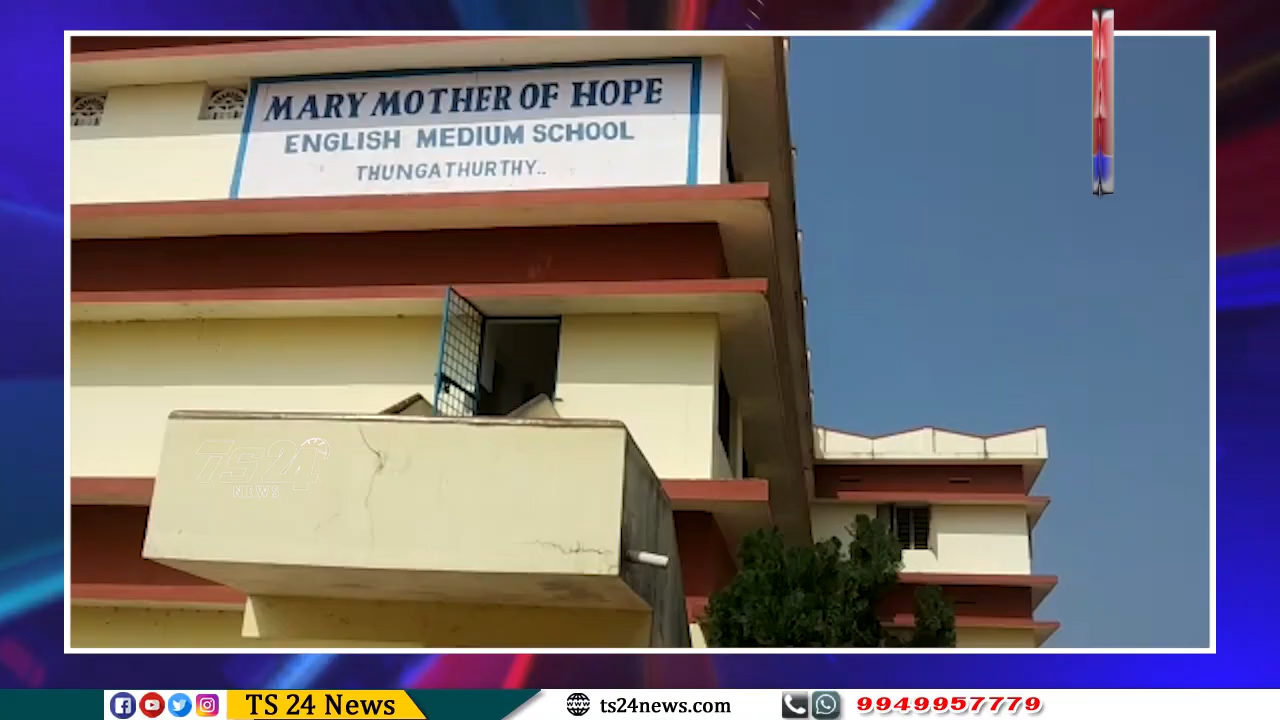 MARY MOTHER OF HOPE
ENGLISH MEDIUM SCHOOL
THUNGATHURTHY..
TS24
NEWS
TS 24 News
ts24news.com
9949957779